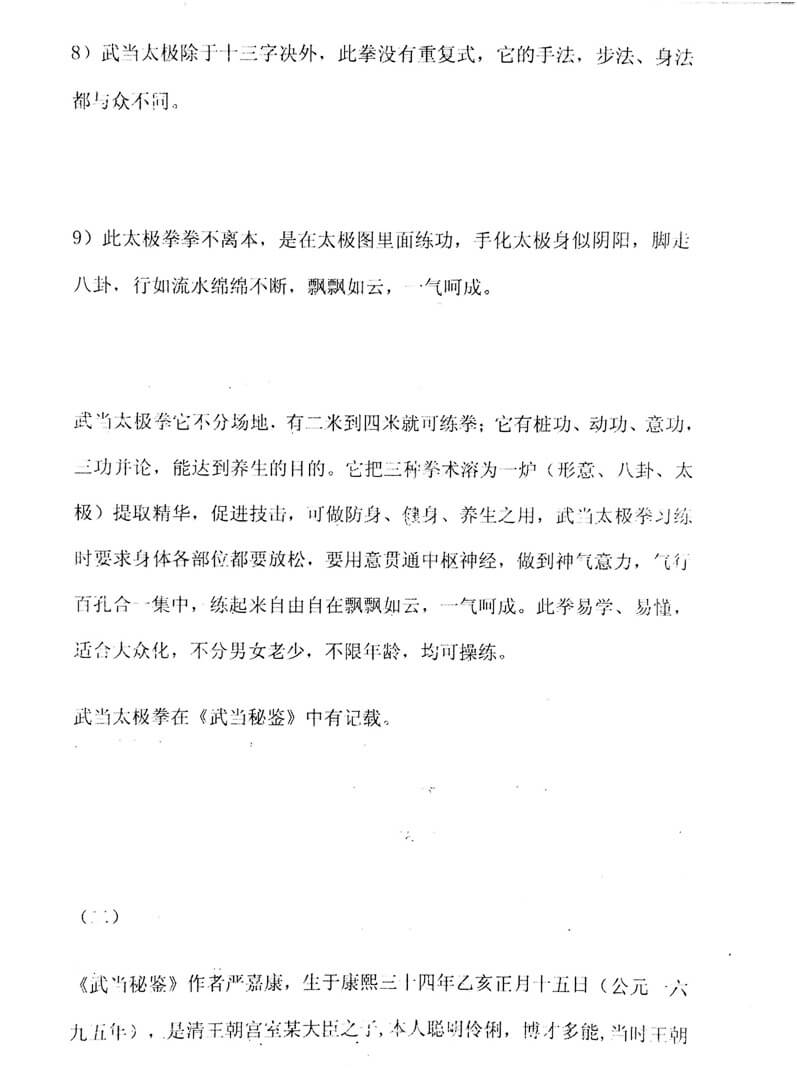 8）武当太极除于十三字决外，此拳没有重复式，它的手法，步法、身法
都与众不同。
9）此太极拳拳不离本，是在太极图里面练功，手化太极身似阴阳，脚走
八卦，行如流水绵绵不断，飘飘如云，一气呵成。
武当太极拳它不分场地，有二米到四米就可练拳；它有桩功、动功、意功，
三功并论，能达到养生的目的。它把三种拳术溶为一炉（形意、八卦、太
极）提取精华，促进技击，可做防身、健身、养生之用，武当太极拳习练
时要求身体各部位都要放松，要用意贯通中枢神经，做到神气意力，气行
百孔合一集中，练起来自由自在飘飘如云，一气呵成。此拳易学、易懂，
适合大众化，不分男女老少，不限年龄，均可操练。
武当太极拳在《武当秘鉴》中有记载。
（二）
《武当秘鉴》作者严嘉康，生于康熙三十四年乙亥正月十五日（公元一六
九五年），是清王朝宫室某大臣之子,本人聪明伶俐，博才多能,当时王朝